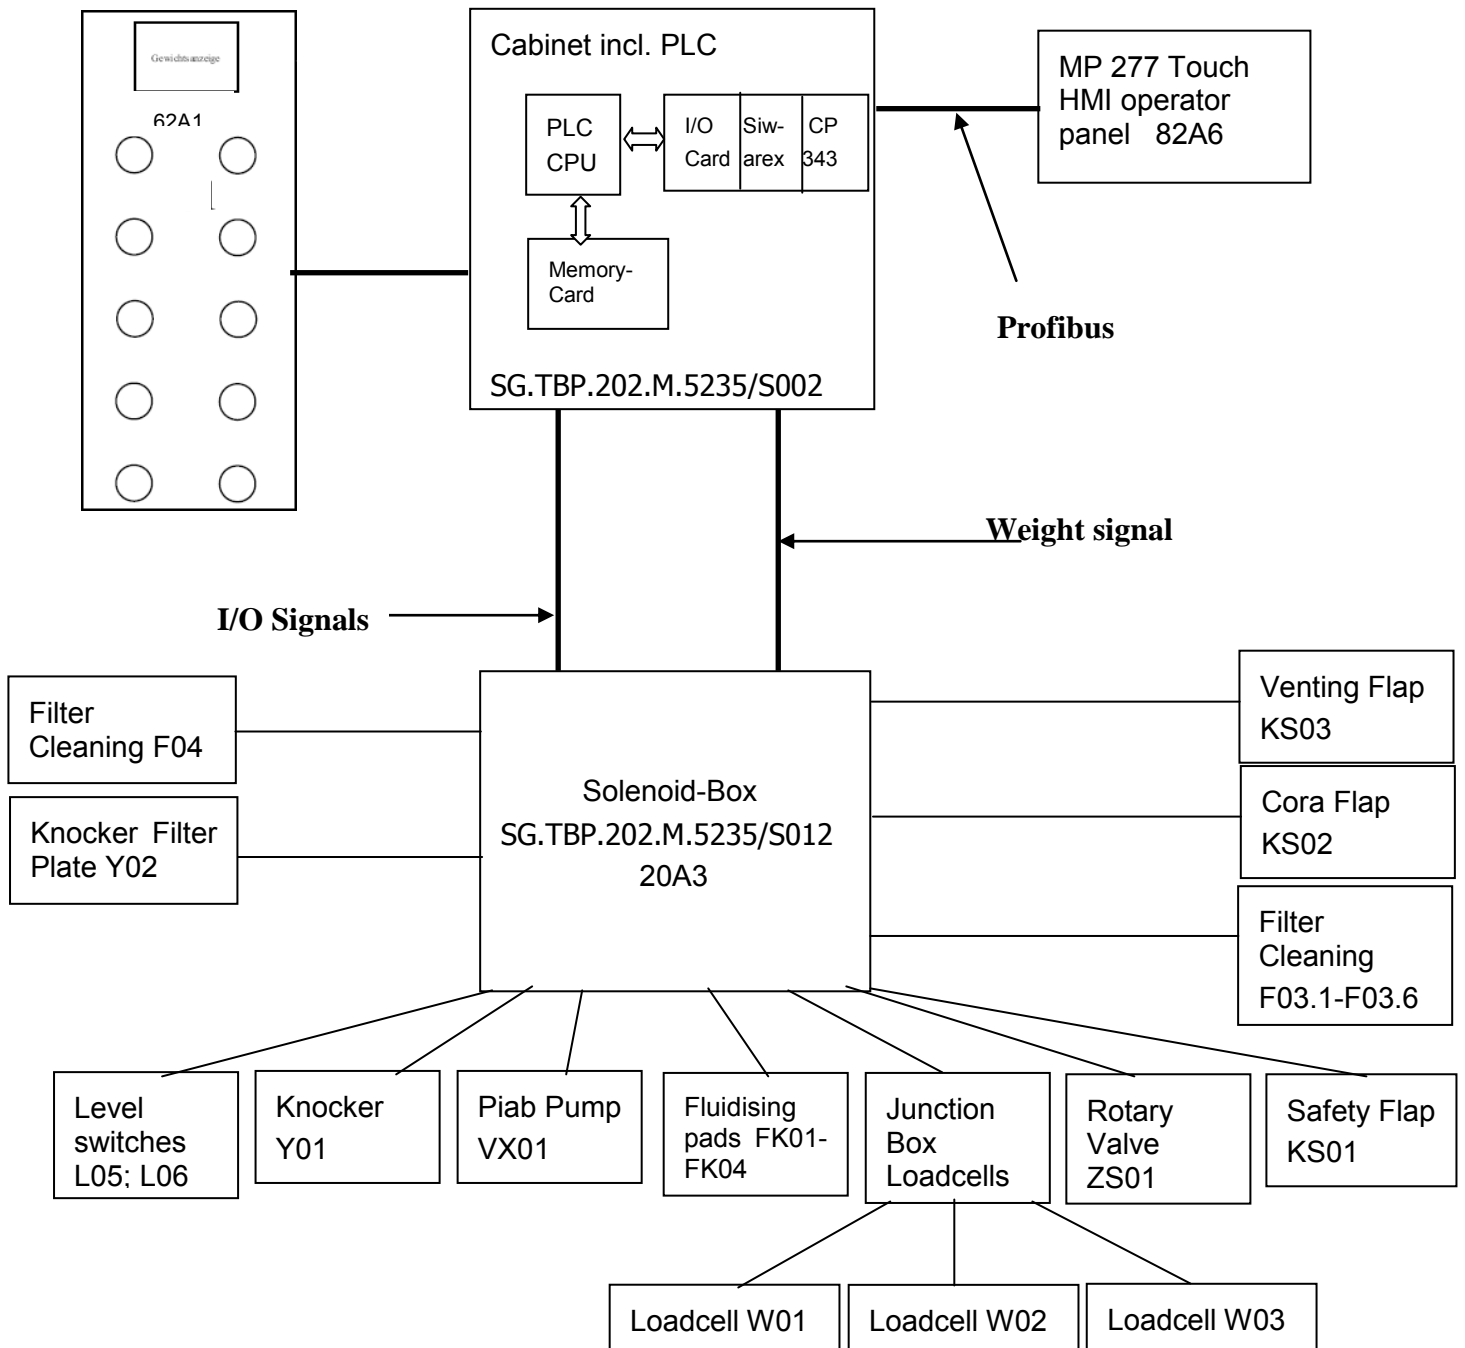 Gewichtsanzeige
62A1
Cabinet incl. PLC
PLC
CPU
I/O
Card
Siw-
arex
CP
343
Memory-
Card
SG.TBP.202.M.5235/S002
MP 277 Touch
HMI operator
panel 82A6
Profibus
Weight signal
I/O Signals
Filter
Cleaning F04
Knocker Filter
Plate Y02
Solenoid-Box
SG.TBP.202.M.5235/S012
20A3
Venting Flap
KS03
Cora Flap
KS02
Filter
Cleaning
F03.1-F03.6
Level
switches
L05; L06
Knocker
Y01
Piab Pump
VX01
Fluidising
pads FK01-
FK04
Junction
Box
Loadcells
Rotary
Valve
ZS01
Safety Flap
KS01
Loadcell W01
Loadcell W02
Loadcell W03